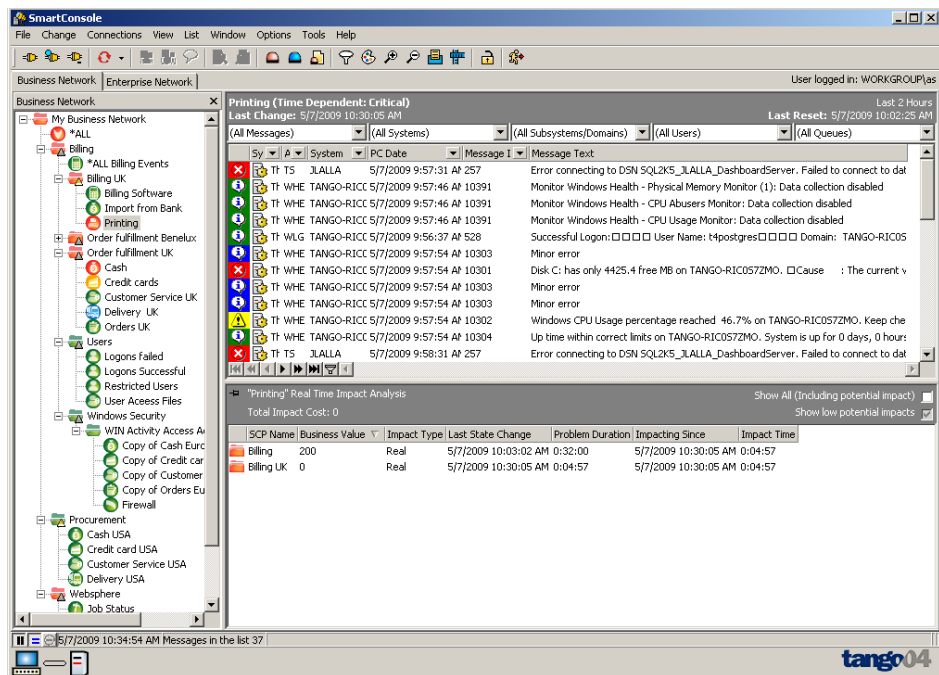 SmartConsole
File Change Connections View List Window Options Tools Help
Business Network Enterprise Network User logged in: WORKGROUP\as
Business Network
My Business Network
*ALL
Billing
*ALL Billing Events
Billing UK
Billing Software
Import from Bank
Printing
Order fulfillment Benelux
Order fulfillment UK
Cash
Credit cards
Customer Service UK
Delivery UK
Orders UK
Users
Logons failed
Logons Successful
Restricted Users
User Aceess Files
Windows Security
WIN Activity Access A
Copy of Cash Euro
Copy of Credit car
Copy of Customer
Copy of Orders Eu
Firewall
Procurement
Cash USA
Credit card USA
Customer Service USA
Delivery USA
Websphere
Job Status
Printing (Time Dependent: Critical) Last 2 Hours
Last Change: 5/7/2009 10:30:05 AM Last Reset: 5/7/2009 10:02:25 AM
(All Messages) (All Systems) (All Subsystems/Domains) (All Users) (All Queues)
Sy A System PC Date Message I Message Text
TS JLALLA 5/7/2009 9:57:31 AM 257 Error connecting to DSN SQL2K5_JLALLA_DashboardServer. Failed to connect to dat
WHE TANGO-RICC 5/7/2009 9:57:46 AM 10391 Monitor Windows Health - Physical Memory Monitor (1): Data collection disabled
WHE TANGO-RICC 5/7/2009 9:57:46 AM 10391 Monitor Windows Health - CPU Abusers Monitor: Data collection disabled
WHE TANGO-RICC 5/7/2009 9:57:46 AM 10391 Monitor Windows Health - CPU Usage Monitor: Data collection disabled
WLG TANGO-RICC 5/7/2009 9:56:37 AM 528 Successful Logon:□□□□ User Name: t4postgres□□□□ Domain: TANGO-RIC0S
WHE TANGO-RICC 5/7/2009 9:57:54 AM 10303 Minor error
WHE TANGO-RICC 5/7/2009 9:57:54 AM 10301 Disk C: has only 4425.4 free MB on TANGO-RIC0S7ZMO. □Cause : The current v
WHE TANGO-RICC 5/7/2009 9:57:54 AM 10303 Minor error
WHE TANGO-RICC 5/7/2009 9:57:54 AM 10303 Minor error
WHE TANGO-RICC 5/7/2009 9:57:54 AM 10302 Windows CPU Usage percentage reached 46.7% on TANGO-RIC0S7ZMO. Keep che
WHE TANGO-RICC 5/7/2009 9:57:54 AM 10304 Up time within correct limits on TANGO-RIC0S7ZMO. System is up for 0 days, 0 hours
TS JLALLA 5/7/2009 9:58:31 AM 257 Error connecting to DSN SQL2K5_JLALLA_DashboardServer. Failed to connect to dat
"Printing" Real Time Impact Analysis Show All (Including potential impact)
Total Impact Cost: 0 Show low potential impacts
SCP Name Business Value Impact Type Last State Change Problem Duration Impacting Since Impact Time
Billing 200 Real 5/7/2009 10:03:02 AM 0:32:00 5/7/2009 10:30:05 AM 0:04:57
Billing UK 0 Real 5/7/2009 10:30:05 AM 0:04:57 5/7/2009 10:30:05 AM 0:04:57
5/7/2009 10:34:54 AM Messages in the list 37
tango04